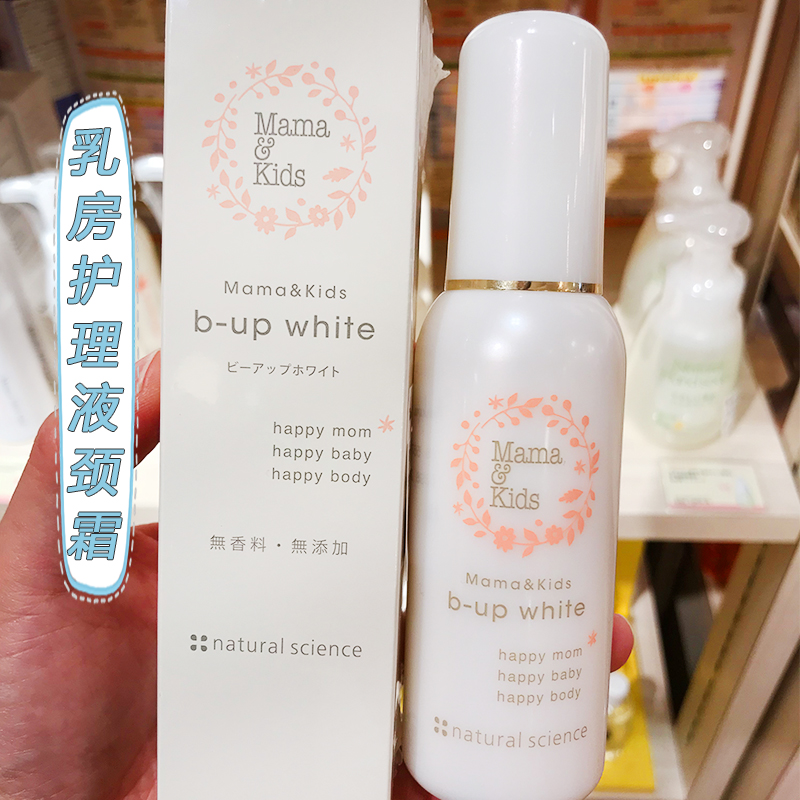 乳房护理液颈霜
Mama
&
Kids
Mama&Kids
b-up white
ビーアップホワイト
happy mom
happy baby
happy body
無香料・無添加
natural science
Mama
&
Kids
Mama&Kids
b-up white
happy mom
happy baby
happy body
natural science